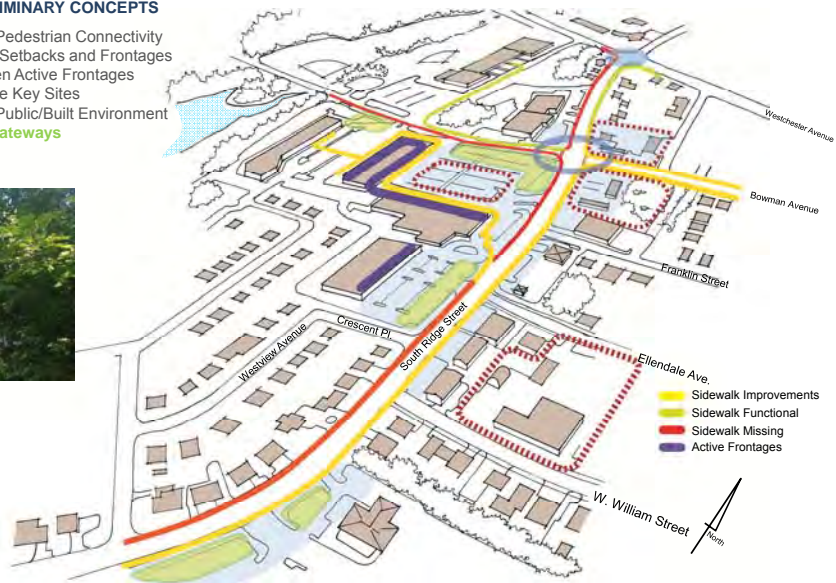 IMINARY CONCEPTS
Pedestrian Connectivity
Setbacks and Frontages
en Active Frontages
e Key Sites
Public/Built Environment
ateways
Westchester Avenue
Bowman Avenue
Franklin Street
South Ridge Street
Crescent Pl.
Westview Avenue
Ellendale Ave.
Sidewalk Improvements
Sidewalk Functional
Sidewalk Missing
Active Frontages
W. William Street
North